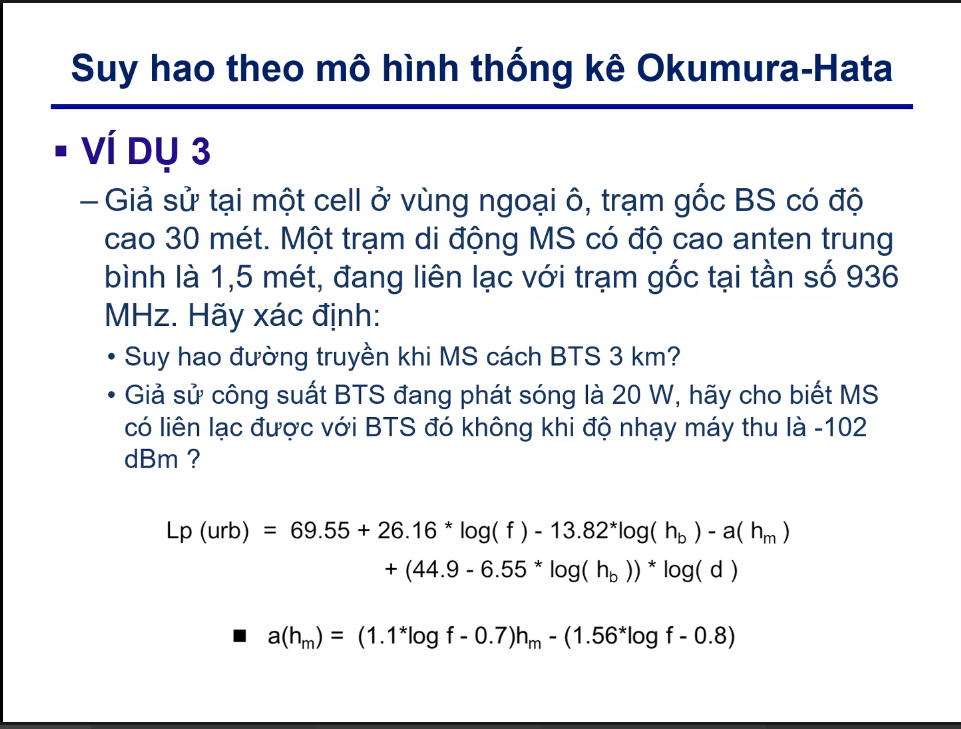 Suy hao theo mô hình thống kê Okumura-Hata
▪ VÍ DỤ 3
– Giả sử tại một cell ở vùng ngoại ô, trạm gốc BS có độ
cao 30 mét. Một trạm di động MS có độ cao anten trung
bình là 1,5 mét, đang liên lạc với trạm gốc tại tần số 936
MHz. Hãy xác định:
• Suy hao đường truyền khi MS cách BTS 3 km?
• Giả sử công suất BTS đang phát sóng là 20 W, hãy cho biết MS
có liên lạc được với BTS đó không khi độ nhạy máy thu là -102
dBm ?
Lp (urb) = 69.55 + 26.16 * log( f ) - 13.82*log( h_b ) - a( h_m )
+ (44.9 - 6.55 * log( h_b )) * log( d )
■ a(h_m) = (1.1*log f - 0.7)h_m - (1.56*log f - 0.8)